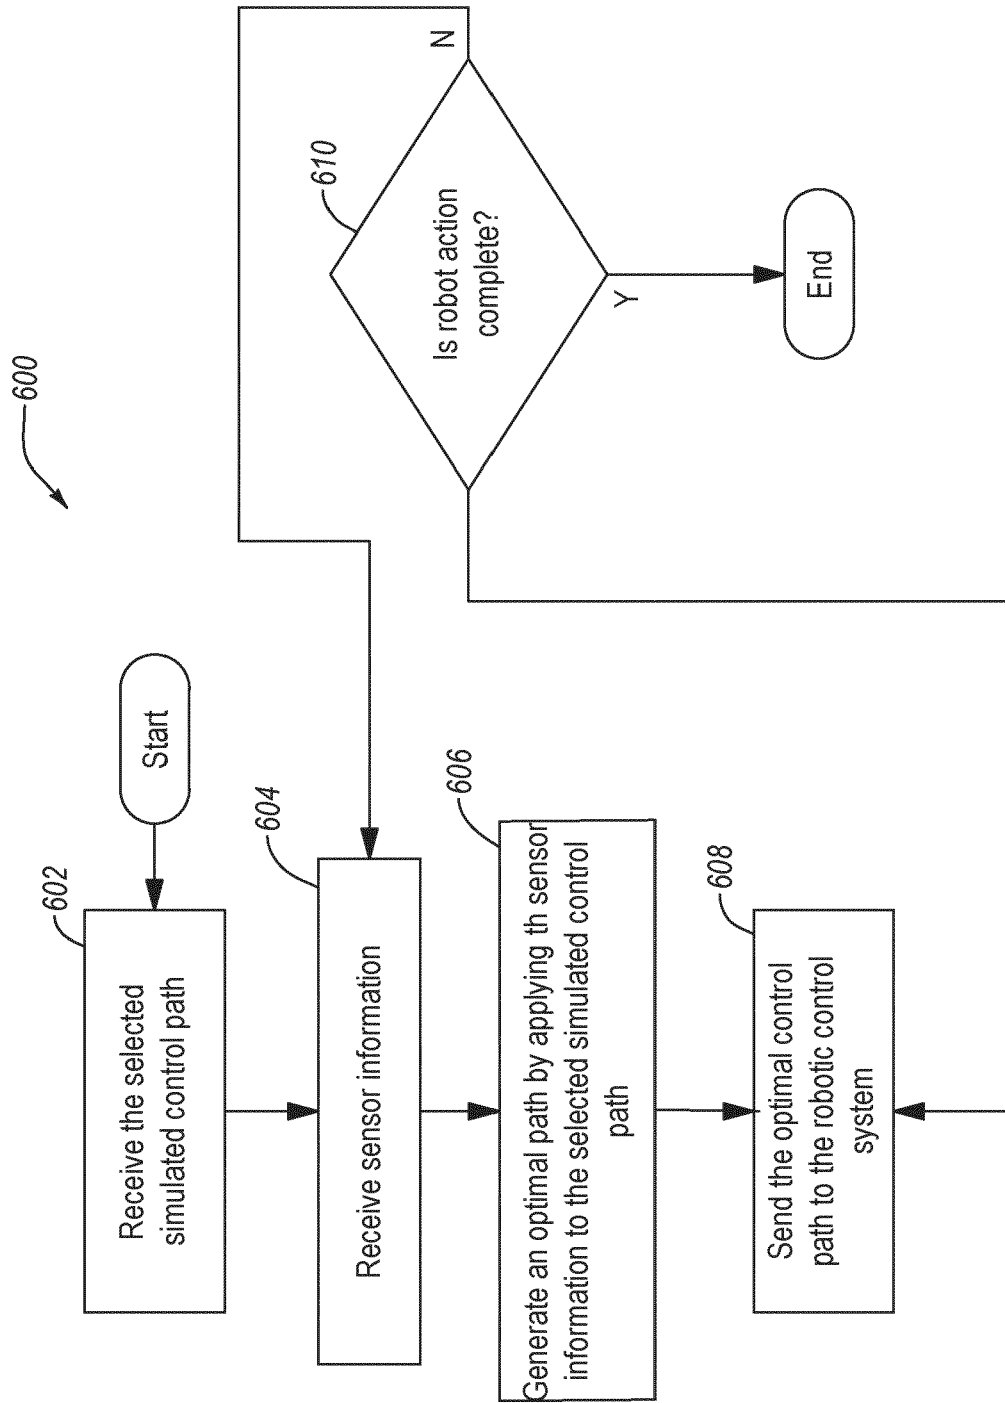 600
Start
602
Receive the selected
simulated control path
604
Receive sensor information
606
Generate an optimal path by applying th sensor
information to the selected simulated control
path
608
Send the optimal control
path to the robotic control
system
610
Is robot action
complete?
N
Y
End